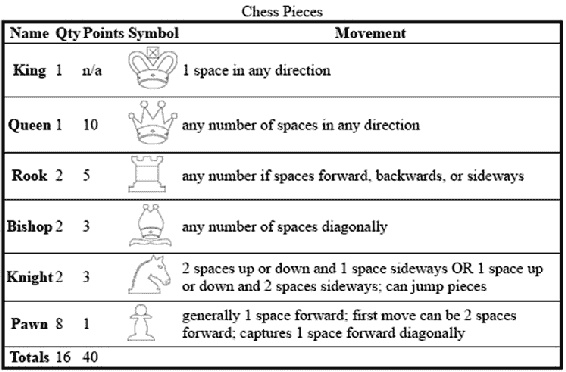 Chess Pieces
Name Qty Points Symbol Movement
King 1 n/a 1 space in any direction
Queen 1 10 any number of spaces in any direction
Rook 2 5 any number if spaces forward, backwards, or sideways
Bishop 2 3 any number of spaces diagonally
Knight 2 3 2 spaces up or down and 1 space sideways OR 1 space up
or down and 2 spaces sideways; can jump pieces
Pawn 8 1 generally 1 space forward; first move can be 2 spaces
forward; captures 1 space forward diagonally
Totals 16 40